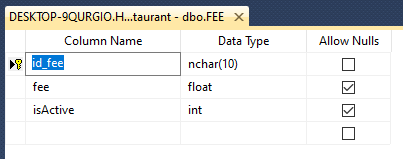 DESKTOP-9QURGIO.H...taurant - dbo.FEE
Column Name Data Type Allow Nulls
id_fee nchar(10)
fee float
isActive int